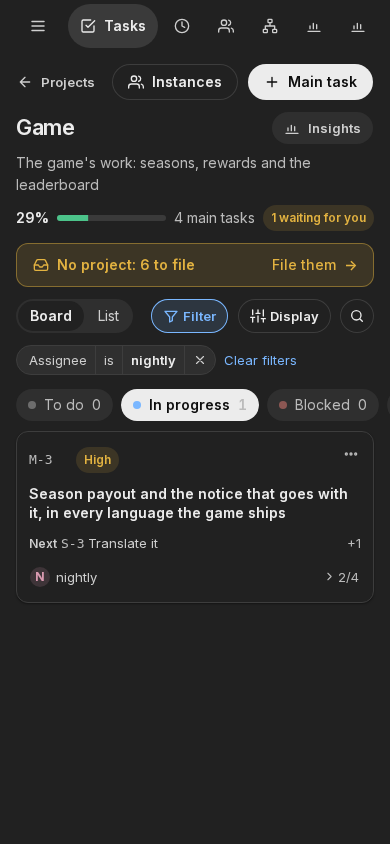 Tasks
Projects
Instances
Main task
Game
Insights
The game's work: seasons, rewards and the
leaderboard
29%
4 main tasks
1 waiting for you
No project: 6 to file
File them
Board
List
Filter
Display
Assignee
is
nightly
Clear filters
To do 0
In progress 1
Blocked 0
M-3
High
Season payout and the notice that goes with
it, in every language the game ships
Next S-3 Translate it
+1
N
nightly
2/4